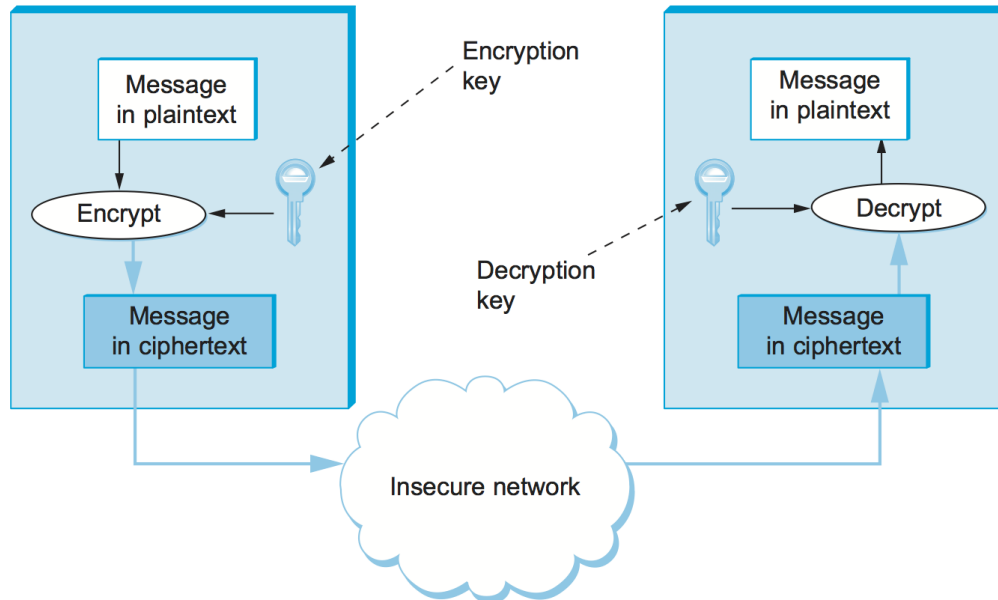 Message
in plaintext
Encrypt
Message
in ciphertext
Encryption
key
Decryption
key
Insecure network
Message
in plaintext
Decrypt
Message
in ciphertext